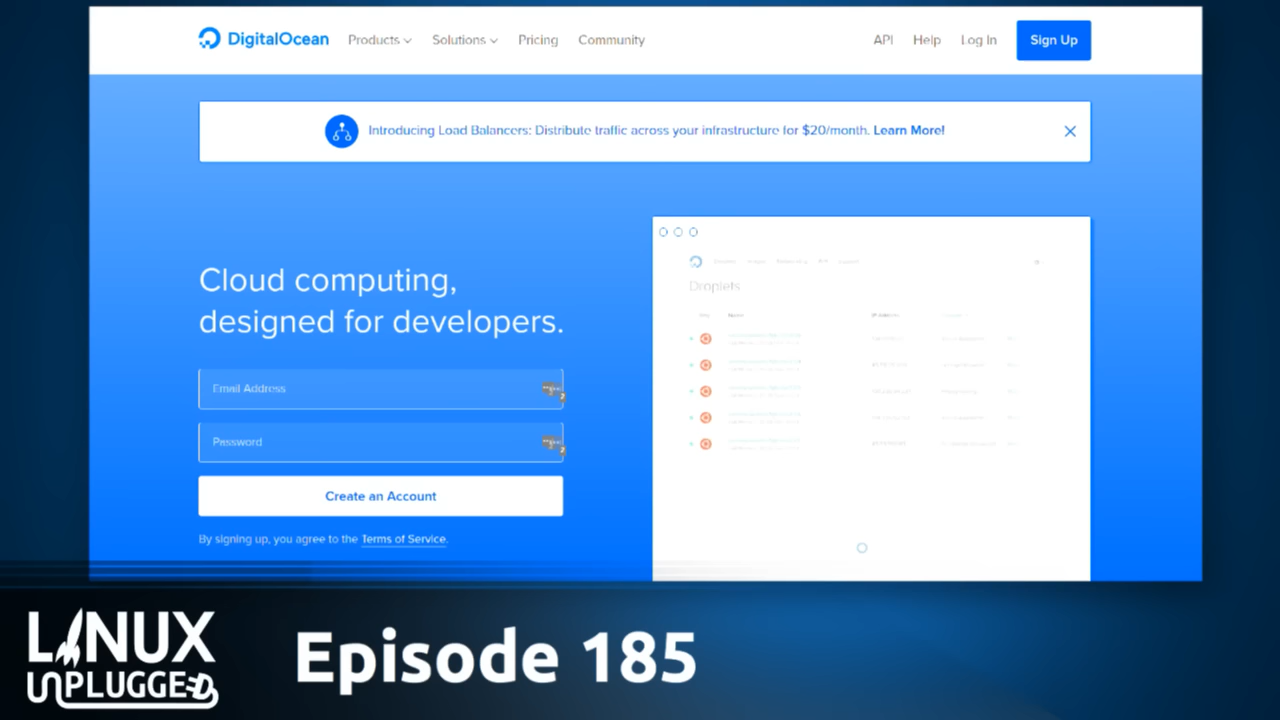 DigitalOcean Products Solutions Pricing Community API Help Log In Sign Up
Introducing Load Balancers: Distribute traffic across your infrastructure for $20/month. Learn More!
Cloud computing,
designed for developers.
Email Address
Password
Create an Account
By signing up, you agree to the Terms of Service.
Droplets
Name
LINUX
UNPLUGGED
Episode 185